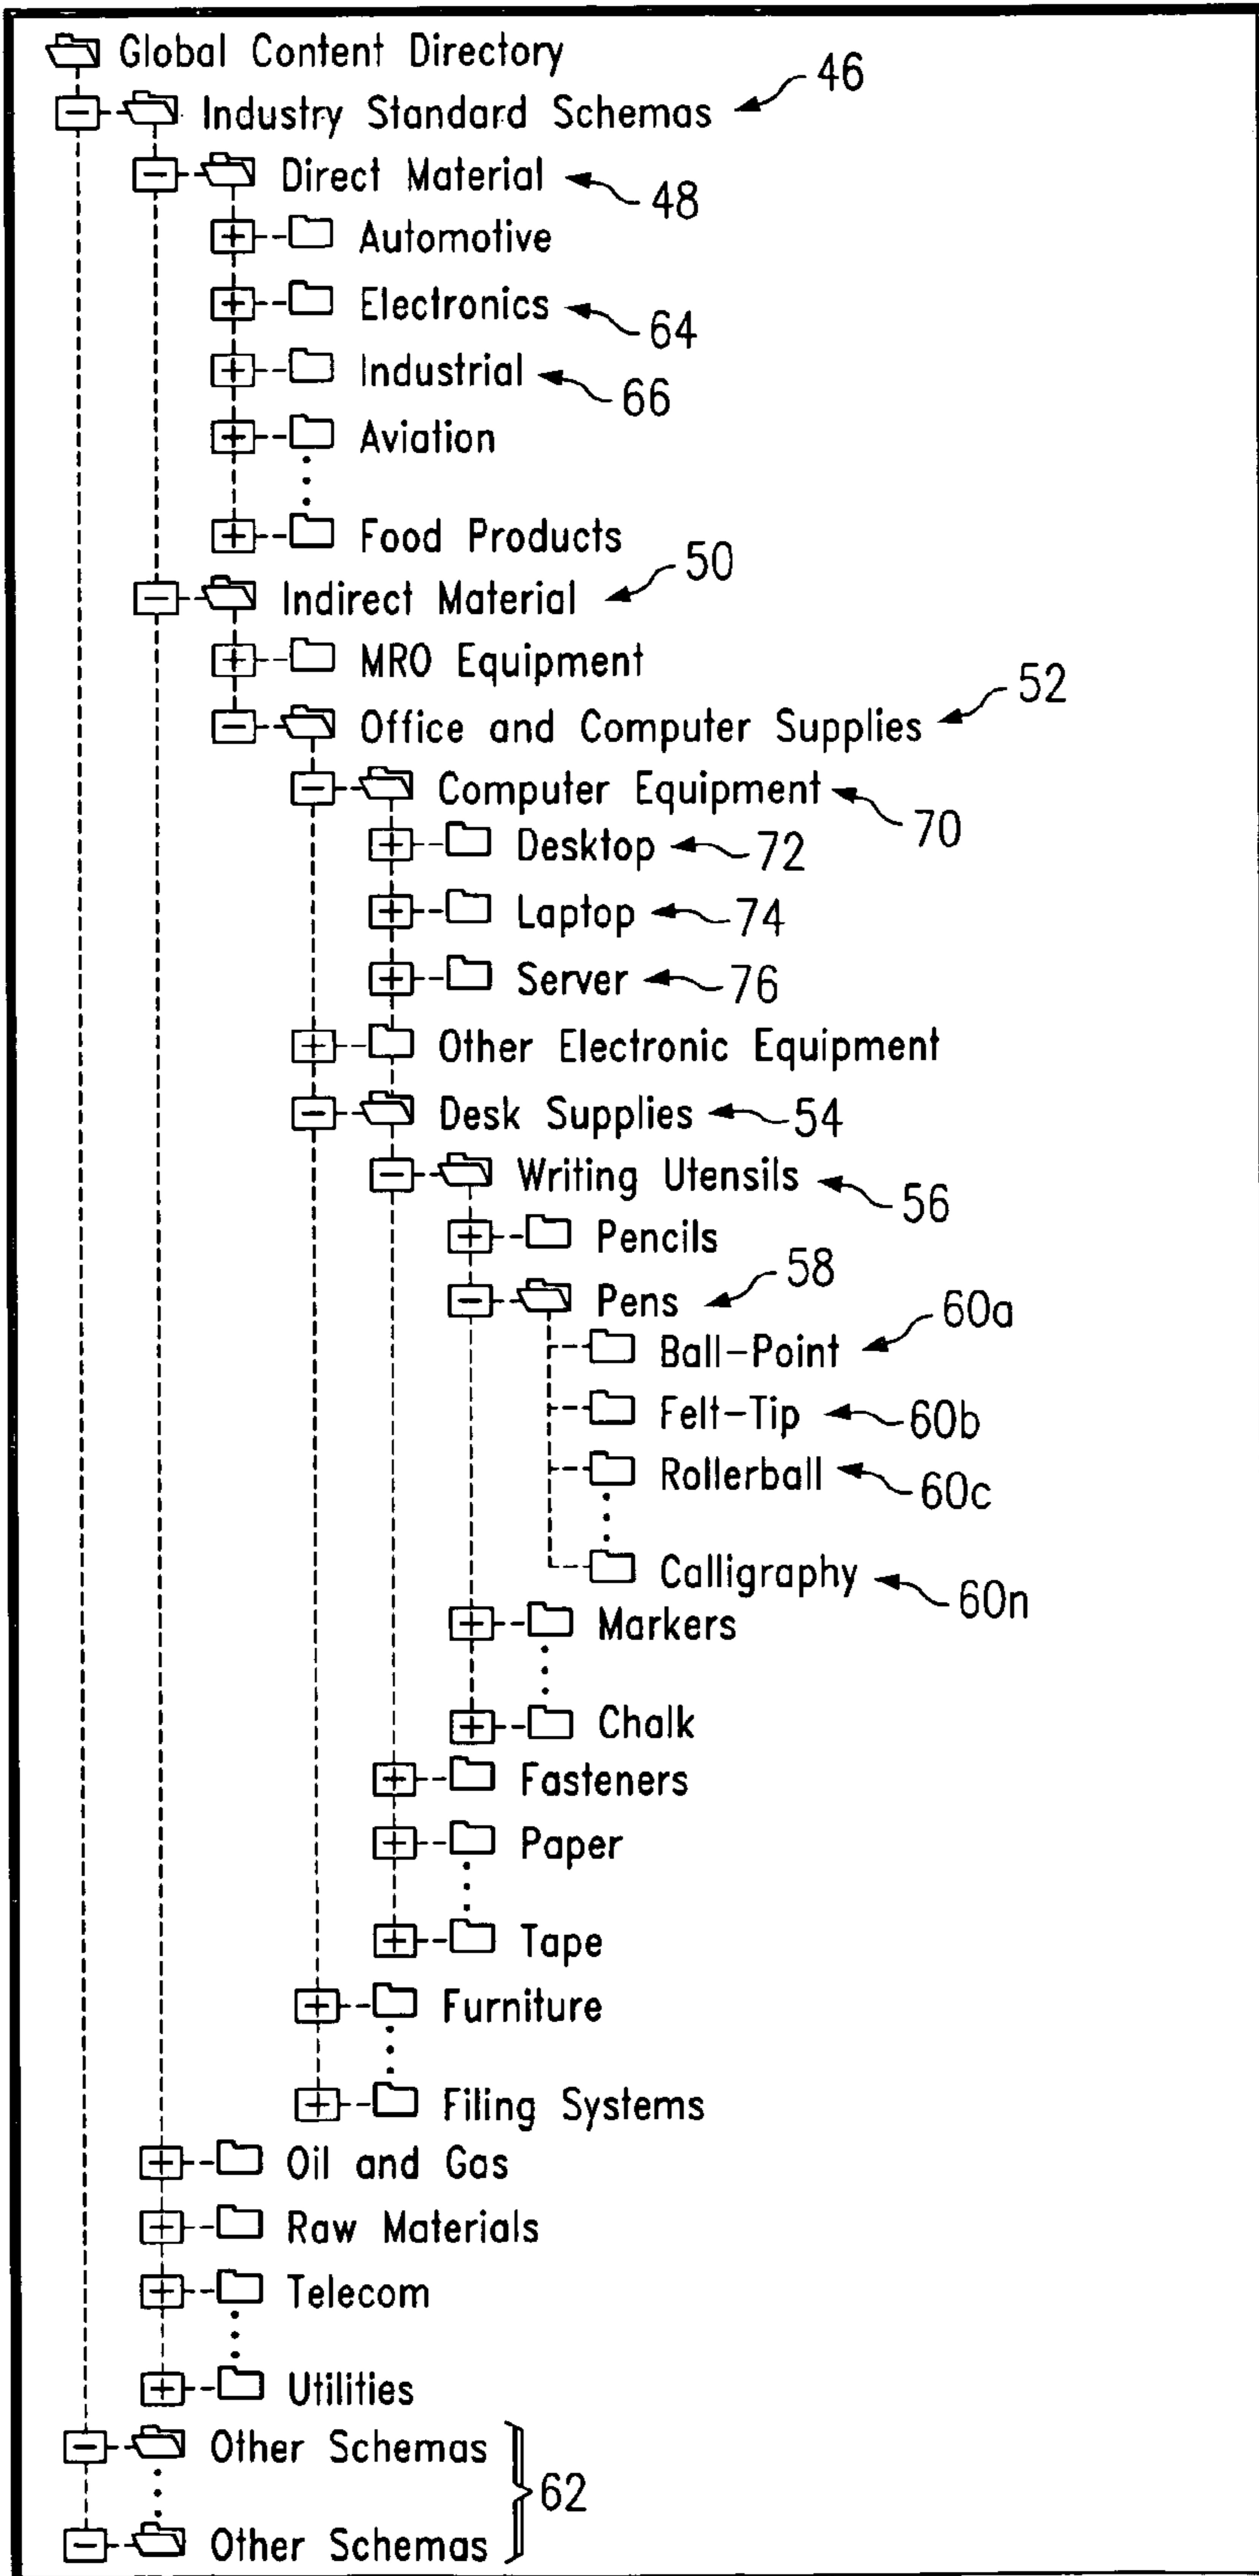 Global Content Directory
Industry Standard Schemas 46
Direct Material 48
Automotive
Electronics 64
Industrial 66
Aviation
Food Products
Indirect Material 50
MRO Equipment
Office and Computer Supplies 52
Computer Equipment 70
Desktop 72
Laptop 74
Server 76
Other Electronic Equipment
Desk Supplies 54
Writing Utensils 56
Pencils
Pens 58
Ball-Point 60a
Felt-Tip 60b
Rollerball 60c
Calligraphy 60n
Markers
Chalk
Fasteners
Paper
Tape
Furniture
Filing Systems
Oil and Gas
Raw Materials
Telecom
Utilities
Other Schemas
62
Other Schemas